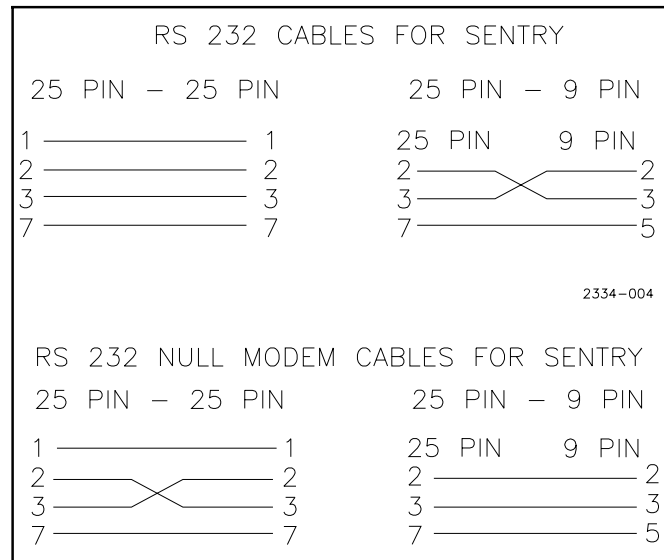 RS 232 CABLES FOR SENTRY
25 PIN – 25 PIN
1 1
2 2
3 3
7 7
25 PIN – 9 PIN
25 PIN 9 PIN
2 2
3 3
7 5
2334-004
RS 232 NULL MODEM CABLES FOR SENTRY
25 PIN – 25 PIN
1 1
2 2
3 3
7 7
25 PIN – 9 PIN
25 PIN 9 PIN
2 2
3 3
7 5